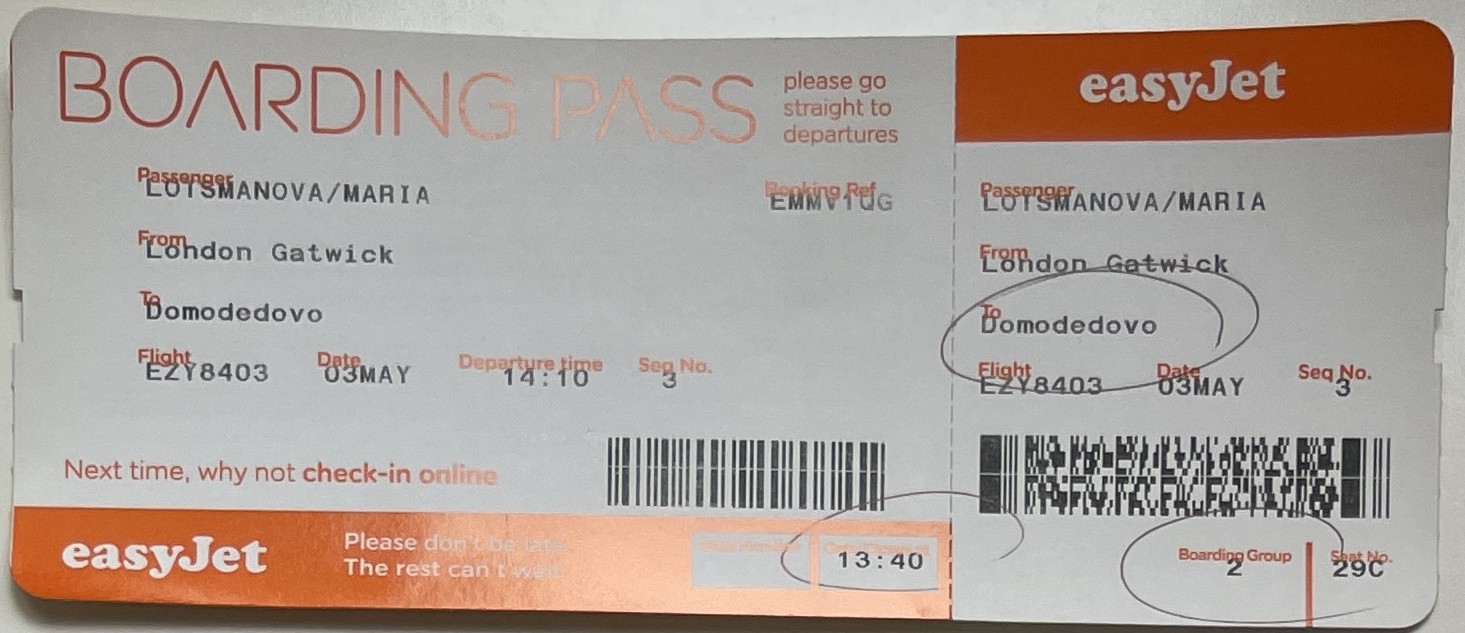 BOARDING PASS
please go
straight to
departures
Passenger
LOTSMANOVA/MARIA
Booking Ref
EMMV1UG
From
London Gatwick
To
Domodedovo
Flight Date Departure time Seq No.
EZY8403 03MAY 14:10 3
Next time, why not check-in online
easyJet
Please don't be late.
The rest can't wait.
13:40
easyJet
Passenger
LOTSMANOVA/MARIA
From
London Gatwick
To
Domodedovo
Flight Date Seq No.
EZY8403 03MAY 3
Boarding Group Seat No.
2 29C